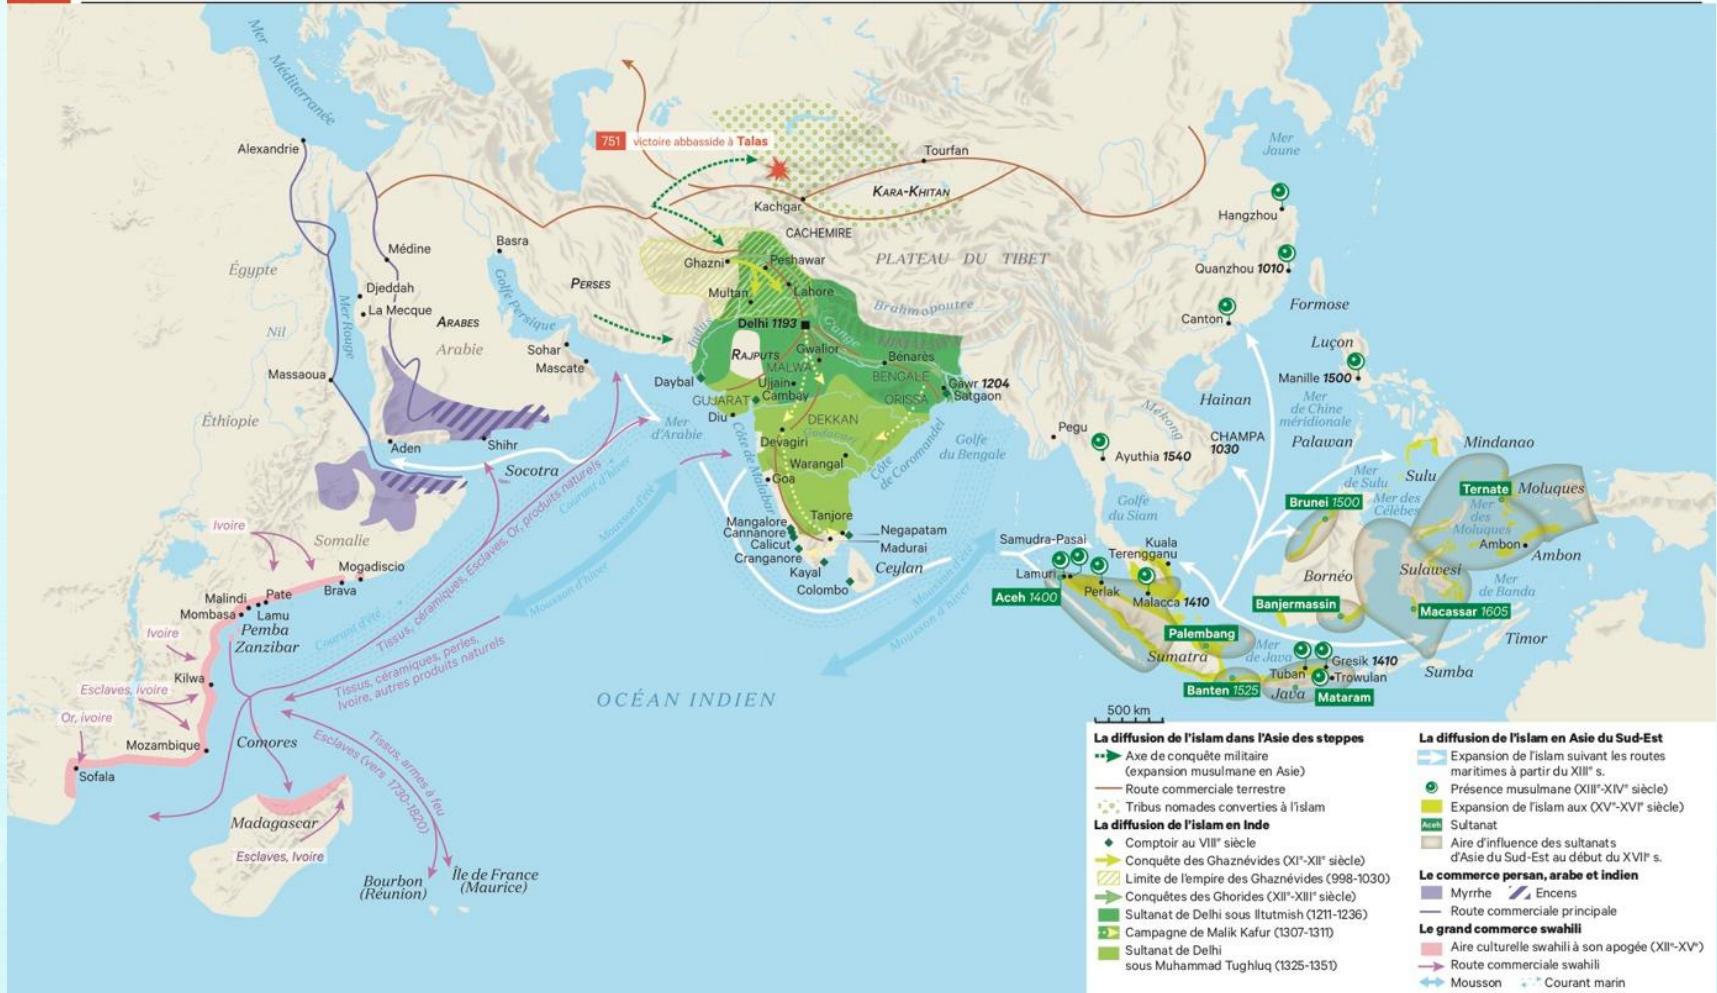 Mer
Méditerranée
Alexandrie
751 victoire abbasside à Talas
Tourfan
Mer
Jaune
KARA-KHITAN
Kachgar
Hangzhou
CACHEMIRE
Basra
Médine
Égypte
PERSES
Ghazni
Peshawar
PLATEAU DU TIBET
Quanzhou 1010
Golfe Persique
Multan
Lahore
Djeddah
La Mecque
Mer Rouge
ARABES
Arabie
Nil
Indus
Delhi 1193
Gange
Brahmapoutre
HIMALAYA
Formose
Canton
Sohar
Mascate
RAJPUTS
Gwalior
MALWA
Bénarès
Luçon
Massaoua
Daybal
Ujjain
BENGALE
Gawr 1204
Satgaon
Manille 1500
GUJARAT
Cambay
ORISSA
Hainan
Mer
de Chine
méridionale
Éthiopie
Diu
DEKKAN
Godavari
Mékong
Mer
d'Arabie
Côte de Malabar
Devagiri
Côte
de Coromandel
Golfe
du Bengale
Pegu
CHAMPA
1030
Palawan
Mindanao
Aden
Shihr
Socotra
Warangal
Ayuthia 1540
Goa
Mer
de Sulu
Sulu
Courant d'hiver
Mousson d'été
Tissus, céramiques, Esclaves, Or, produits naturels
Golfe
du Siam
Brunei 1500
Mer des
Célèbes
Ternate
Moluques
Mer
des
Moluques
Ivoire
Somalie
Mangalore
Cannanore
Calicut
Cranganore
Tanjore
Negapatam
Madurai
Kayal
Ceylan
Colombo
Samudra-Pasai
Kuala
Terengganu
Ambon
Ambon
Mogadiscio
Lamuri
Perlak
Malacca 1410
Bornéo
Sulawesi
Mousson d'hiver
Mousson d'été
Mousson d'hiver
Aceh 1400
Banjermassin
Macassar 1605
Mer
de Banda
Malindi
Pate
Brava
Mombasa
Lamu
Pemba
Zanzibar
Courant d'été
Palembang
Sumatra
Mer
de Java
Timor
Ivoire
Tissus, céramiques, perles,
Ivoire, autres produits naturels
Gresik 1410
Tuban
Trowulan
Sumba
Kilwa
Esclaves, ivoire
Banten 1525
Java
Mataram
OCÉAN INDIEN
Or, ivoire
500 km
Mozambique
Comores
Tissus, armes à feu
Esclaves (vers 1730-1820)
Sofala
Madagascar
Esclaves, Ivoire
Bourbon
(Réunion)
Île de France
(Maurice)
La diffusion de l'islam dans l'Asie des steppes
Axe de conquête militaire
(expansion musulmane en Asie)
Route commerciale terrestre
Tribus nomades converties à l'islam
La diffusion de l'islam en Inde
Comptoir au VIIIe siècle
Conquête des Ghaznévides (XIe-XIIe siècle)
Limite de l'empire des Ghaznévides (998-1030)
Conquêtes des Ghorides (XIIe-XIIIe siècle)
Sultanat de Delhi sous Iltutmish (1211-1236)
Campagne de Malik Kafur (1307-1311)
Sultanat de Delhi
sous Muhammad Tughluq (1325-1351)
La diffusion de l'islam en Asie du Sud-Est
Expansion de l'islam suivant les routes
maritimes à partir du XIIIe s.
Présence musulmane (XIIIe-XIVe siècle)
Expansion de l'islam aux (XVe-XVIe siècle)
Aceh Sultanat
Aire d'influence des sultanats
d'Asie du Sud-Est au début du XVIIe s.
Le commerce persan, arabe et indien
Myrrhe Encens
Route commerciale principale
Le grand commerce swahili
Aire culturelle swahili à son apogée (XIIe-XVe)
Route commerciale swahili
Mousson Courant marin